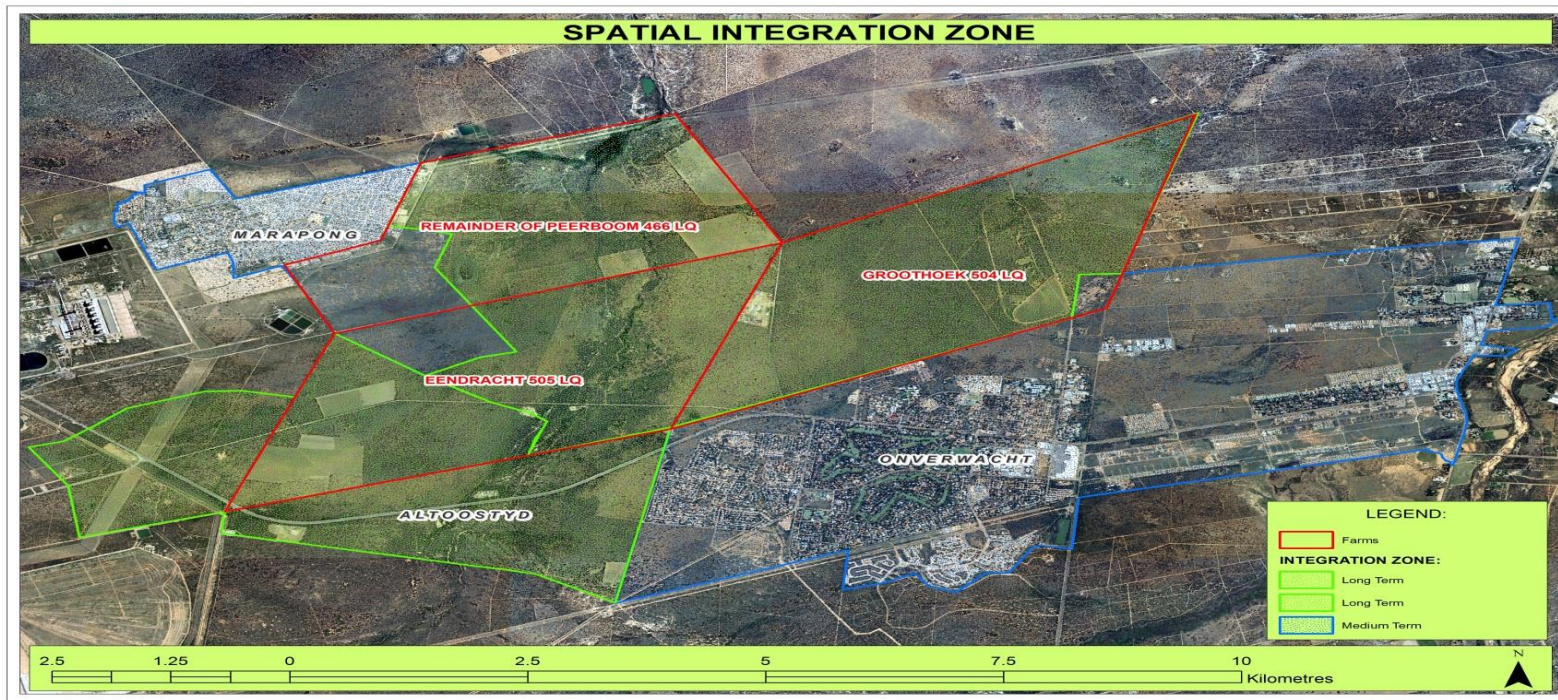 SPATIAL INTEGRATION ZONE
MARAPONG
REMAINDER OF PEERBOOM 466 LQ
GROOTHOEK 504 LQ
EENDRACHT 505 LQ
ONVERWACHT
ALTOOSTYD
LEGEND:
Farms
INTEGRATION ZONE:
Long Term
Long Term
Medium Term
2.5 1.25 0 2.5 5 7.5 10
Kilometres
N